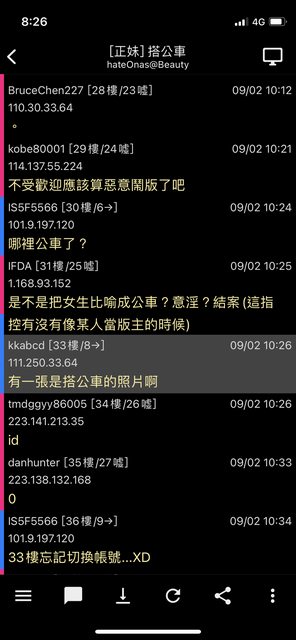 8:26
4G
[正妹] 搭公車
hateOnas@Beauty
BruceChen227 [28樓/23噓] 09/02 10:12
110.30.33.64
。
kobe80001 [29樓/24噓] 09/02 10:21
114.137.55.224
不受歡迎應該算惡意鬧版了吧
IS5F5566 [30樓/6→] 09/02 10:24
101.9.197.120
哪裡公車了？
IFDA [31樓/25噓] 09/02 10:25
1.168.93.152
是不是把女生比喻成公車？意淫？結案(這指
控有沒有像某人當版主的時候)
kkabcd [33樓/8→] 09/02 10:26
111.250.33.64
有一張是搭公車的照片啊
tmdggyy86005 [34樓/26噓] 09/02 10:26
223.141.213.35
id
danhunter [35樓/27噓] 09/02 10:33
223.138.132.168
0
IS5F5566 [36樓/9→] 09/02 10:34
101.9.197.120
33樓忘記切換帳號...XD